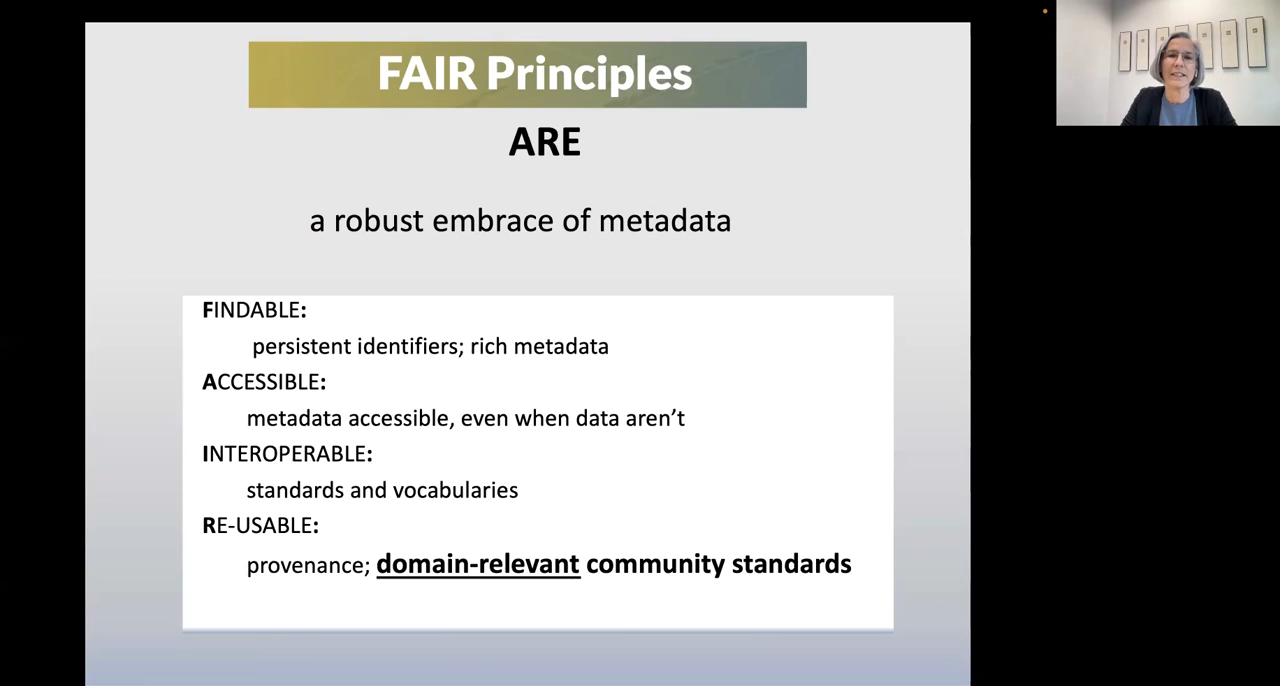 FAIR Principles
ARE
a robust embrace of metadata
FINDABLE:
persistent identifiers; rich metadata
ACCESSIBLE:
metadata accessible, even when data aren’t
INTEROPERABLE:
standards and vocabularies
RE-USABLE:
provenance; domain-relevant community standards